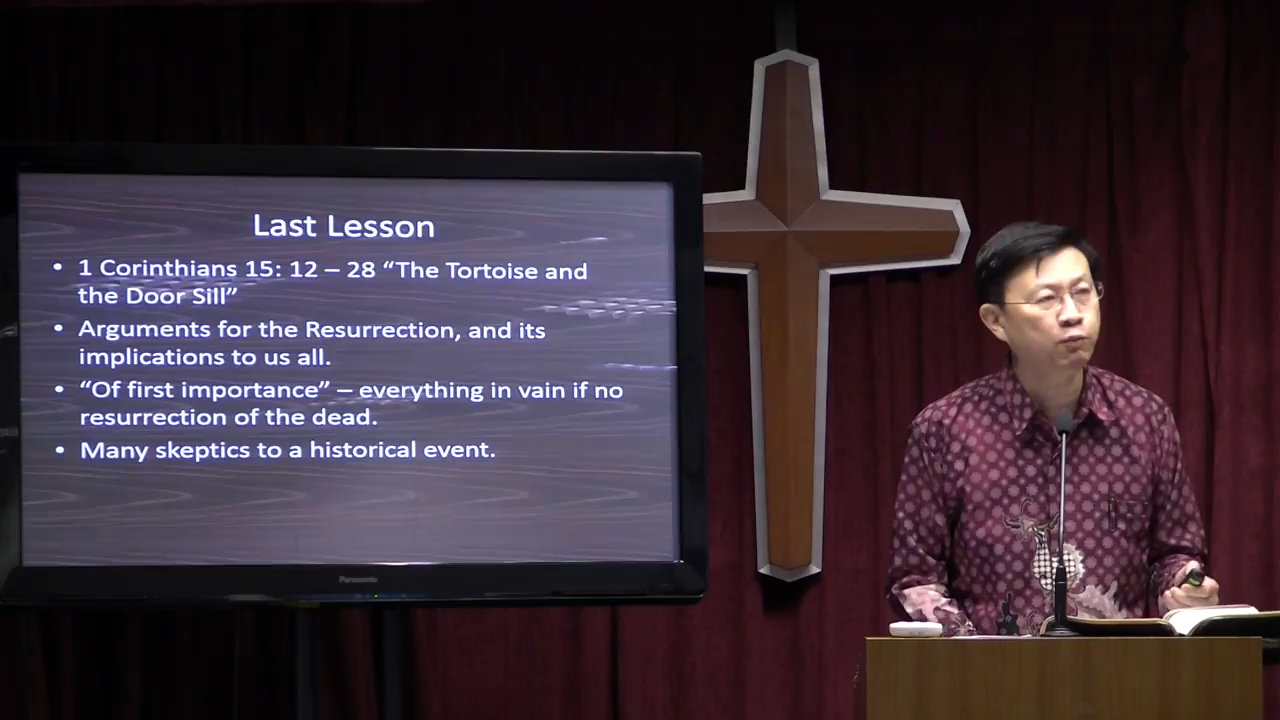 Last Lesson
• 1 Corinthians 15: 12 – 28 “The Tortoise and
the Door Sill”
• Arguments for the Resurrection, and its
implications to us all.
• “Of first importance” – everything in vain if no
resurrection of the dead.
• Many skeptics to a historical event.
Panasonic